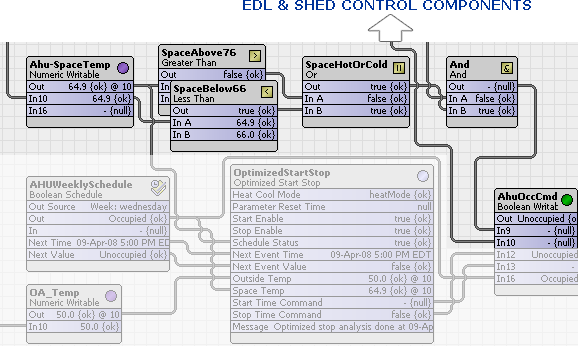 EDL & SHED CONTROL COMPONENTS
Ahu-SpaceTemp
Numeric Writable
Out 64.9 {ok} @ 10
In10 64.9 {ok}
In16 - {null}
SpaceAbove76
Greater Than
Out false {ok}
SpaceBelow66
Less Than
Out true {ok}
In A 64.9 {ok}
In B 66.0 {ok}
SpaceHotOrCold
Or
Out true {ok}
In A false {ok}
In B true {ok}
And
And
Out - {null}
In A false {ok}
In B true {ok}
AHUWeeklySchedule
Boolean Schedule
Out Source Week: wednesday
Out Occupied {ok}
In - {null}
Next Time 09-Apr-08 5:00 PM ED
Next Value Unoccupied {ok}
OA_Temp
Numeric Writable
Out 50.0 {ok} @ 10
In10 50.0 {ok}
OptimizedStartStop
Optimized Start Stop
Heat Cool Mode heatMode {ok}
Parameter Reset Time null
Start Enable true {ok}
Stop Enable true {ok}
Schedule Status true {ok}
Next Event Time 09-Apr-08 5:00 PM EDT
Next Event Value false {ok}
Outside Temp 50.0 {ok} @ 10
Space Temp 64.9 {ok} @ 10
Start Time Command - {null}
Stop Time Command false {ok}
Message Optimized stop analysis done at 09-Ap
AhuOccCmd
Boolean Writab
Out Unoccupied {o
In9 - {null}
In10 - {null}
In12 Unoccupied
In13 -
In16 Occupied